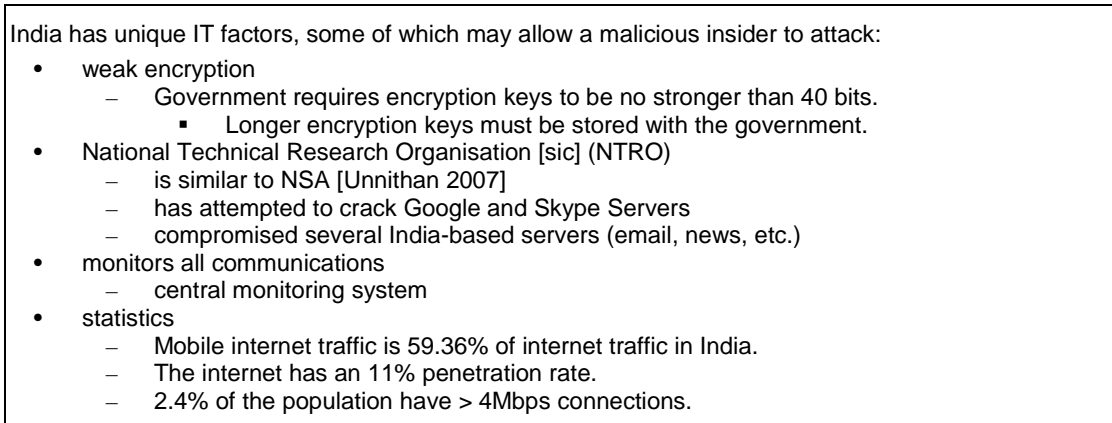 India has unique IT factors, some of which may allow a malicious insider to attack:
• weak encryption
– Government requires encryption keys to be no stronger than 40 bits.
▪ Longer encryption keys must be stored with the government.
• National Technical Research Organisation [sic] (NTRO)
– is similar to NSA [Unnithan 2007]
– has attempted to crack Google and Skype Servers
– compromised several India-based servers (email, news, etc.)
• monitors all communications
– central monitoring system
• statistics
– Mobile internet traffic is 59.36% of internet traffic in India.
– The internet has an 11% penetration rate.
– 2.4% of the population have > 4Mbps connections.